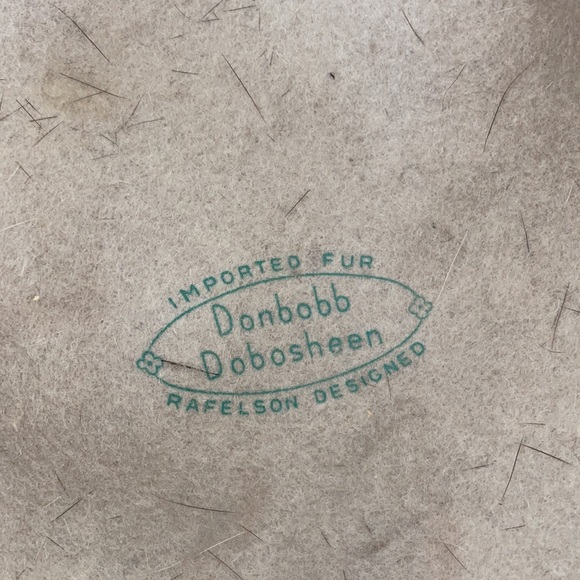 IMPORTED FUR
Donbobb
Dobosheen
RAFELSON DESIGNED